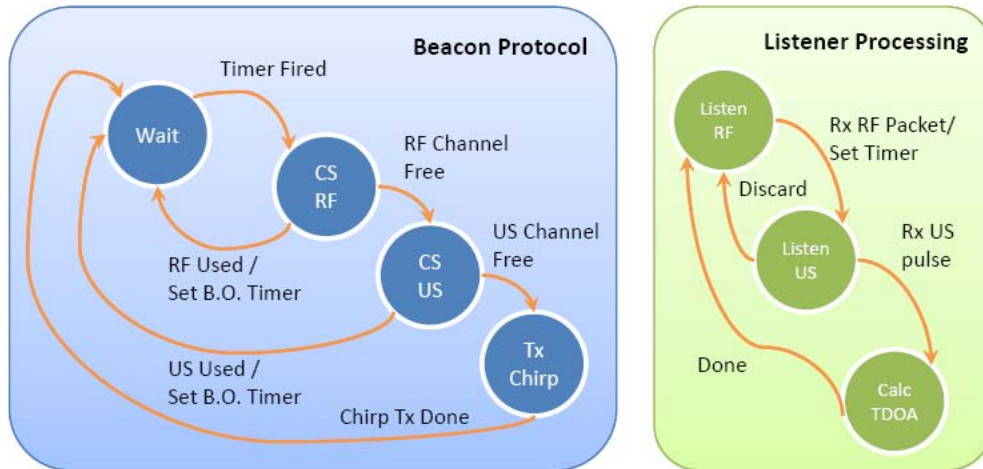 Beacon Protocol
Timer Fired
Wait
CS
RF
RF Channel
Free
RF Used /
Set B.O. Timer
CS
US
US Channel
Free
US Used /
Set B.O. Timer
Tx
Chirp
Chirp Tx Done
Listener Processing
Listen
RF
Rx RF Packet/
Set Timer
Discard
Listen
US
Rx US
pulse
Done
Calc
TDOA